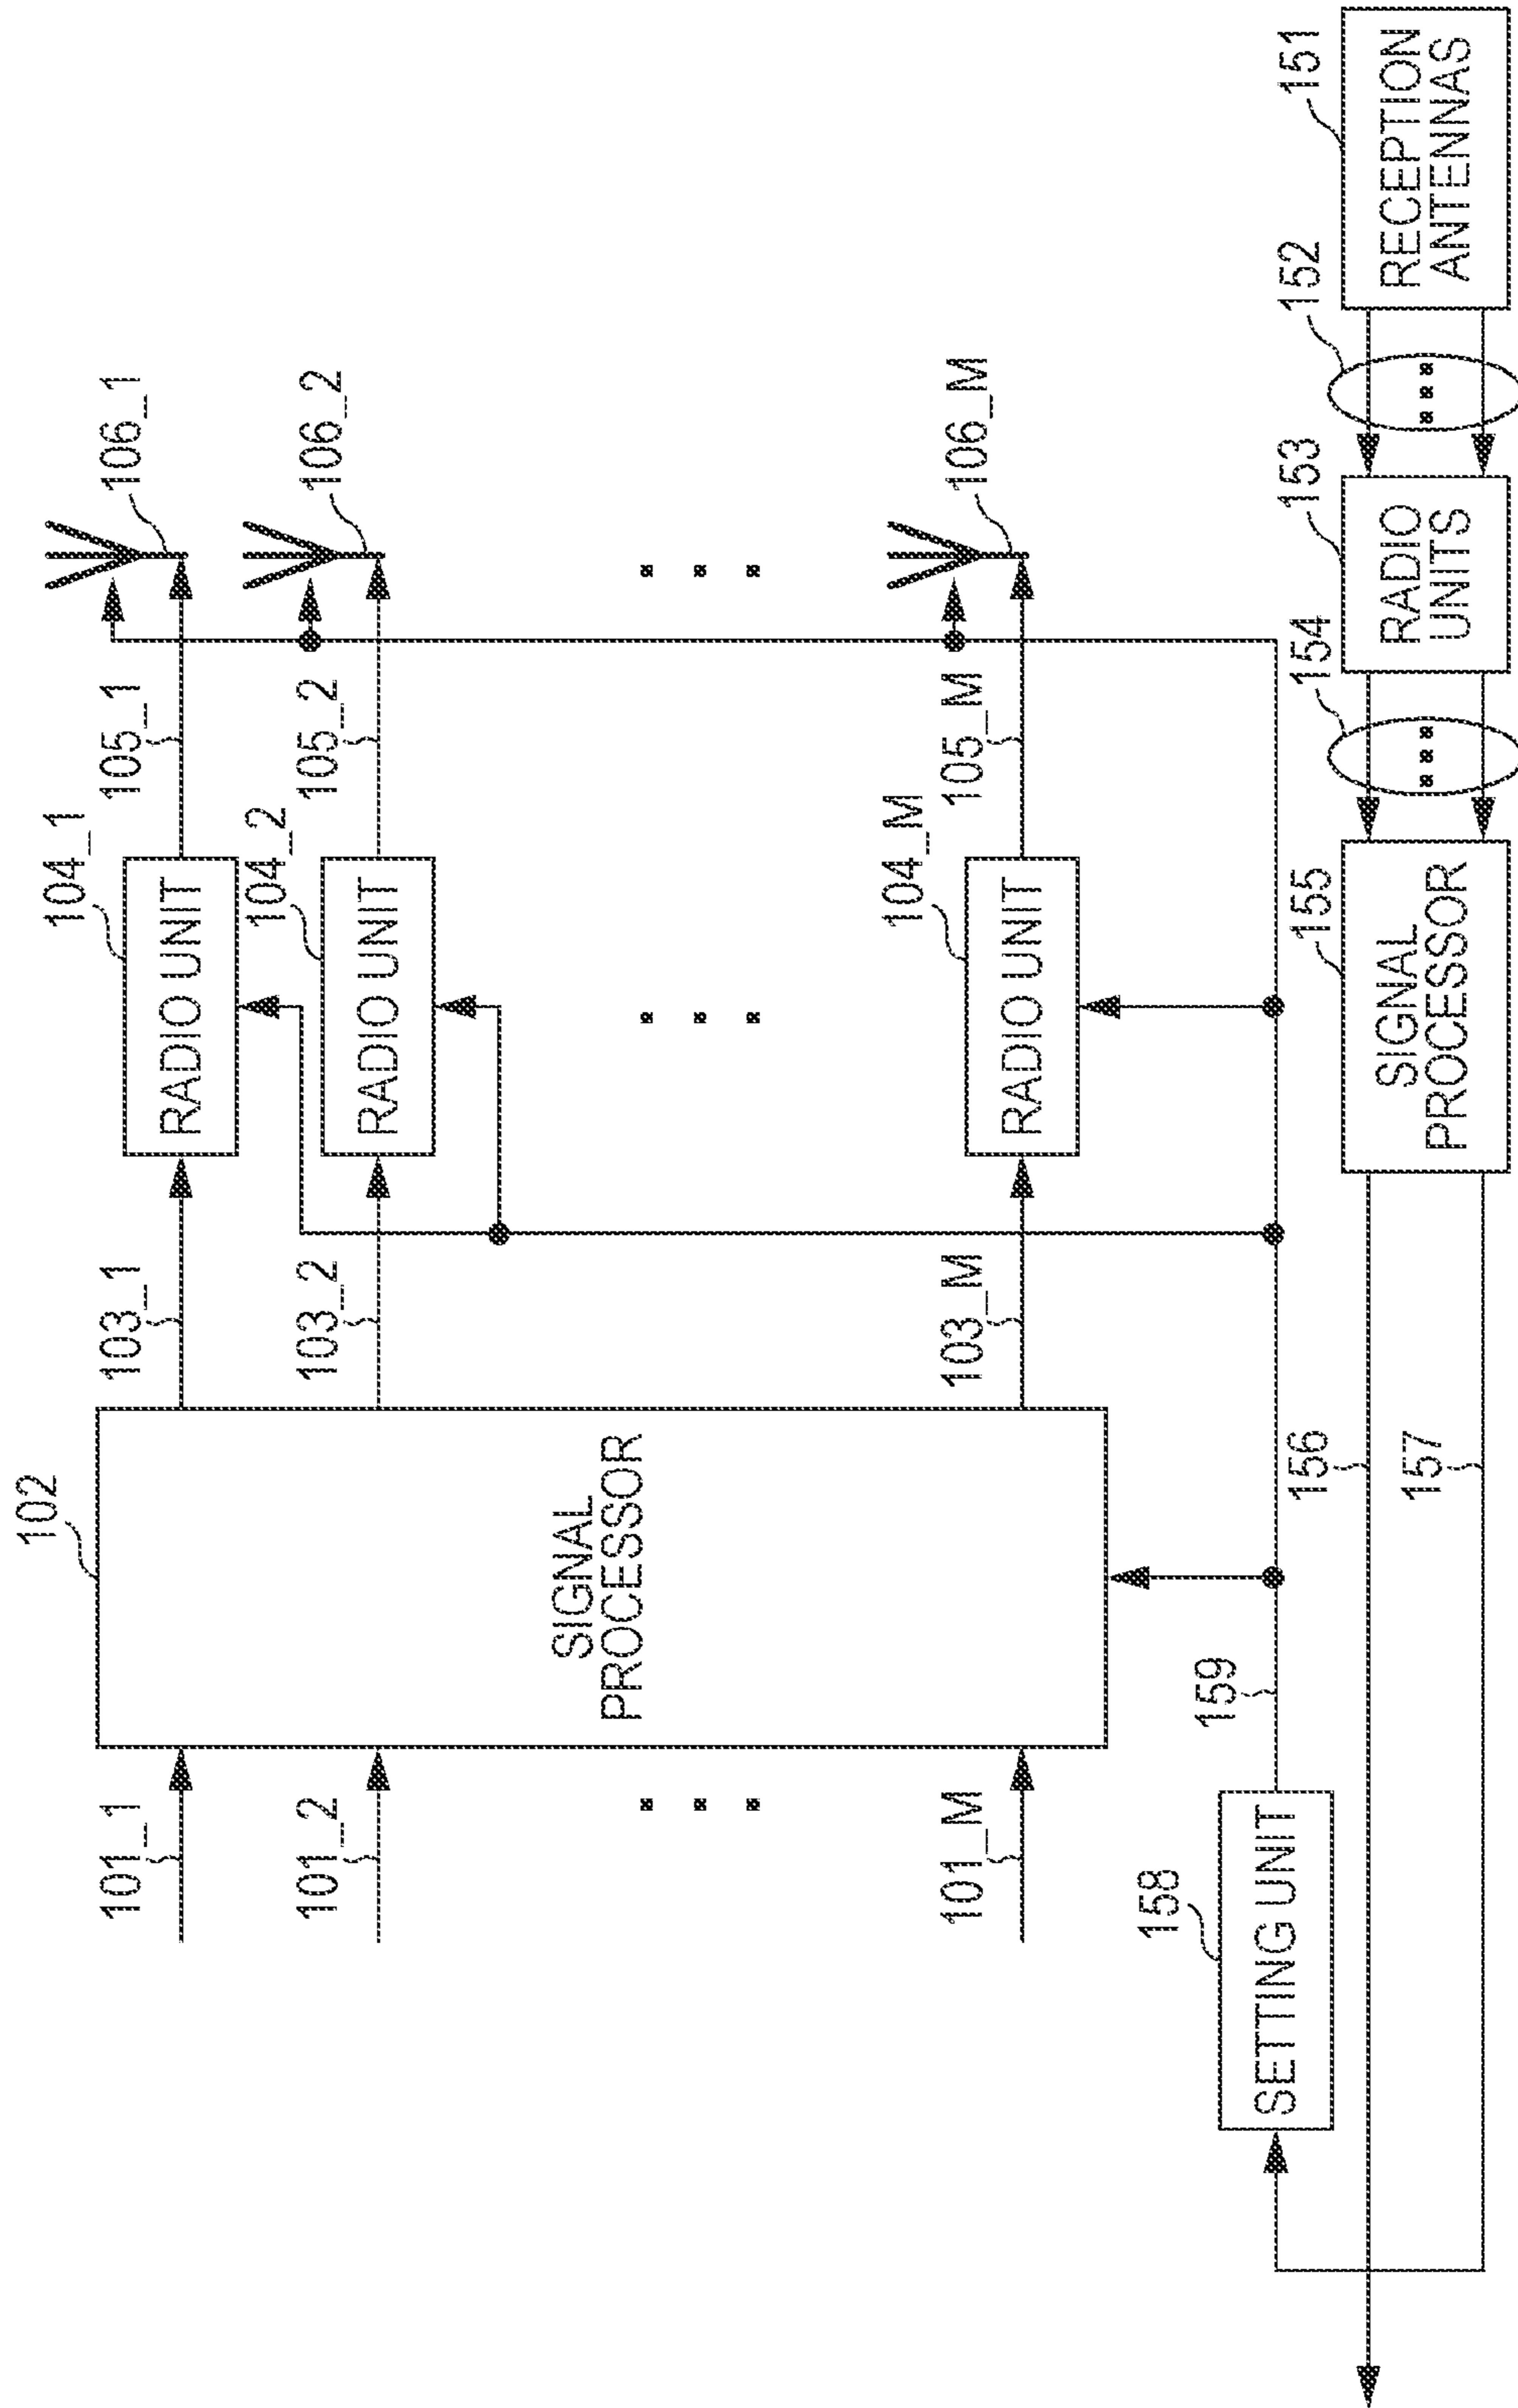 102
101_1
101_2
101_M
SIGNAL
PROCESSOR
103_1
103_2
103_M
104_1
RADIO UNIT
104_2
RADIO UNIT
104_M
RADIO UNIT
105_1
105_2
105_M
106_1
106_2
106_M
158
SETTING UNIT
159
156
157
155
SIGNAL
PROCESSOR
154
153
RADIO
UNITS
152
151
RECEPTION
ANTENNAS